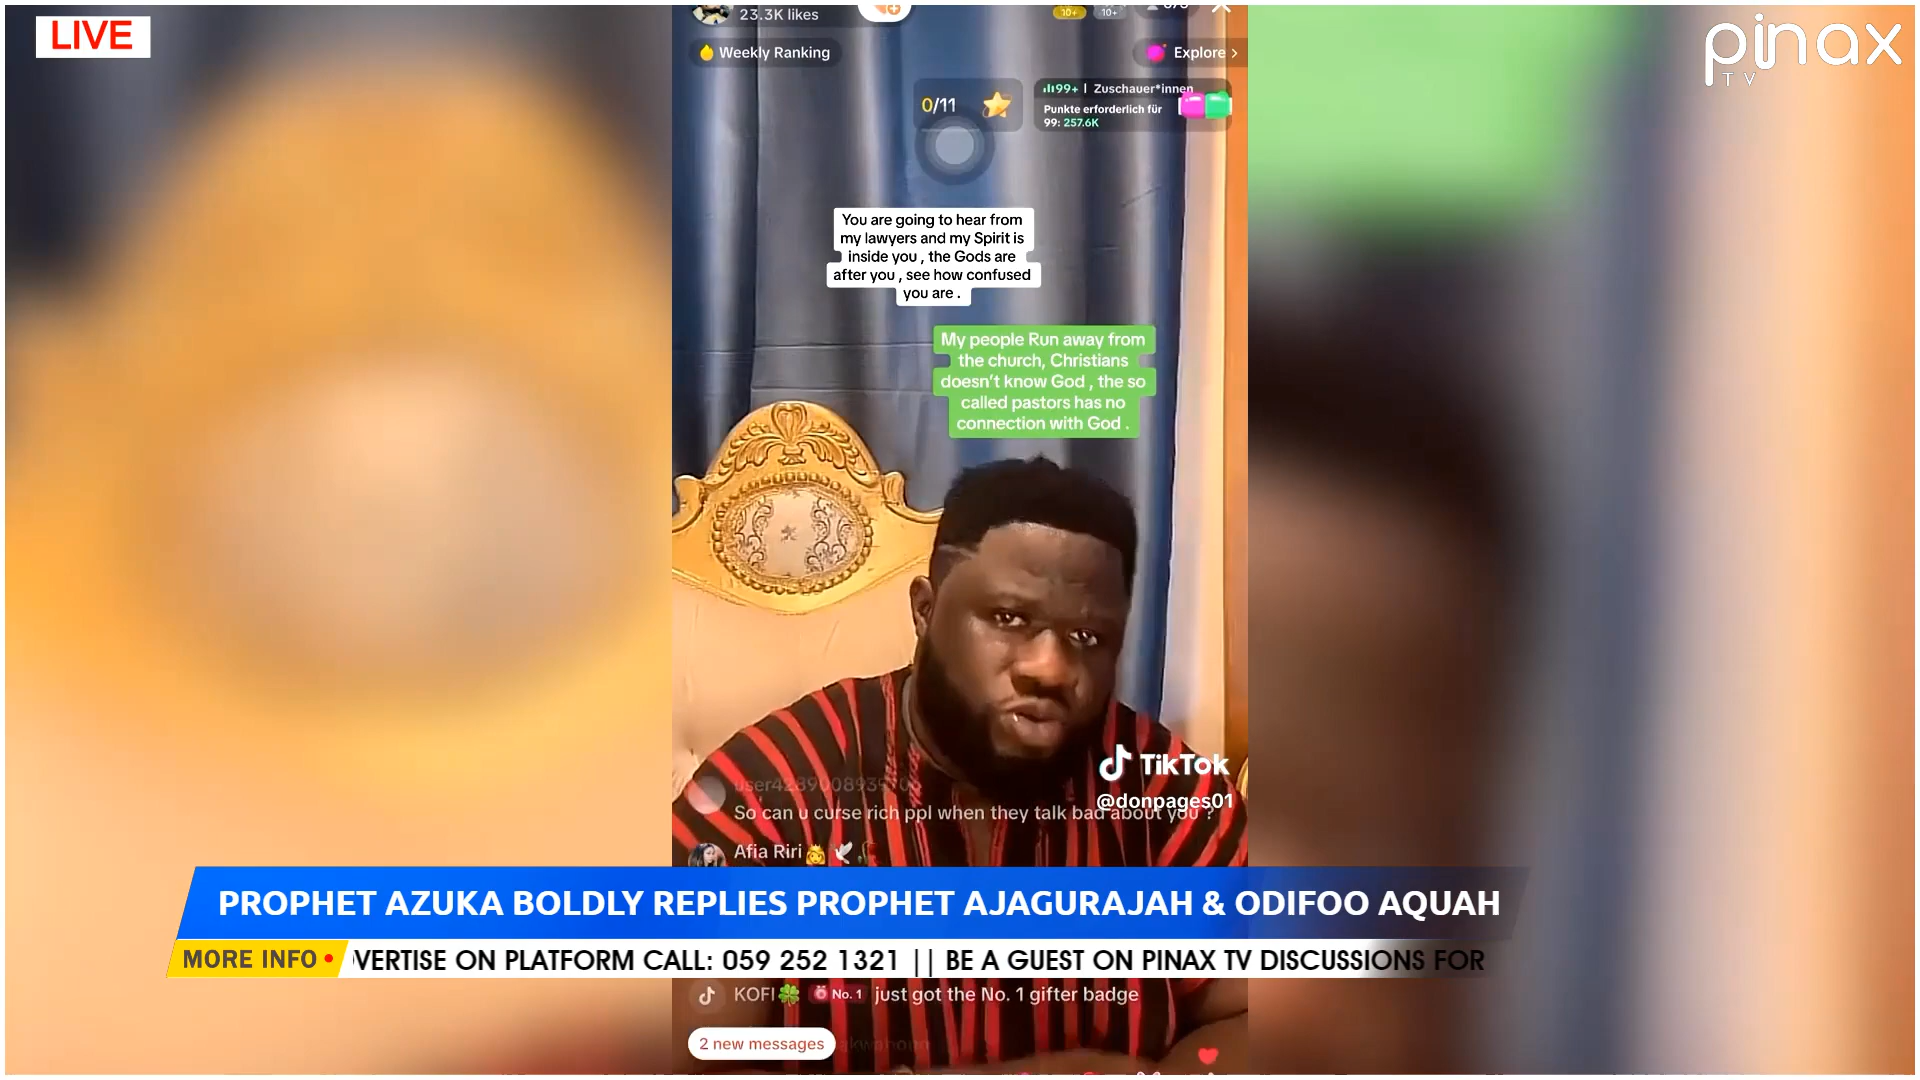 LIVE
pinax
TV
23.3K likes
10+
10+
Weekly Ranking
Explore >
0/11
99+ | Zuschauer*innen
Punkte erforderlich für
99: 257.6K
You are going to hear from
my lawyers and my Spirit is
inside you , the Gods are
after you , see how confused
you are .
My people Run away from
the church, Christians
doesn't know God , the so
called pastors has no
connection with God .
TikTok
@donpages01
So can u curse rich ppl when they talk bad about you ?
Afia Riri
PROPHET AZUKA BOLDLY REPLIES PROPHET AJAGURAJAH & ODIFOO AQUAH
MORE INFO
VERTISE ON PLATFORM CALL: 059 252 1321 || BE A GUEST ON PINAX TV DISCUSSIONS FOR
KOFI No. 1 just got the No. 1 gifter badge
2 new messages